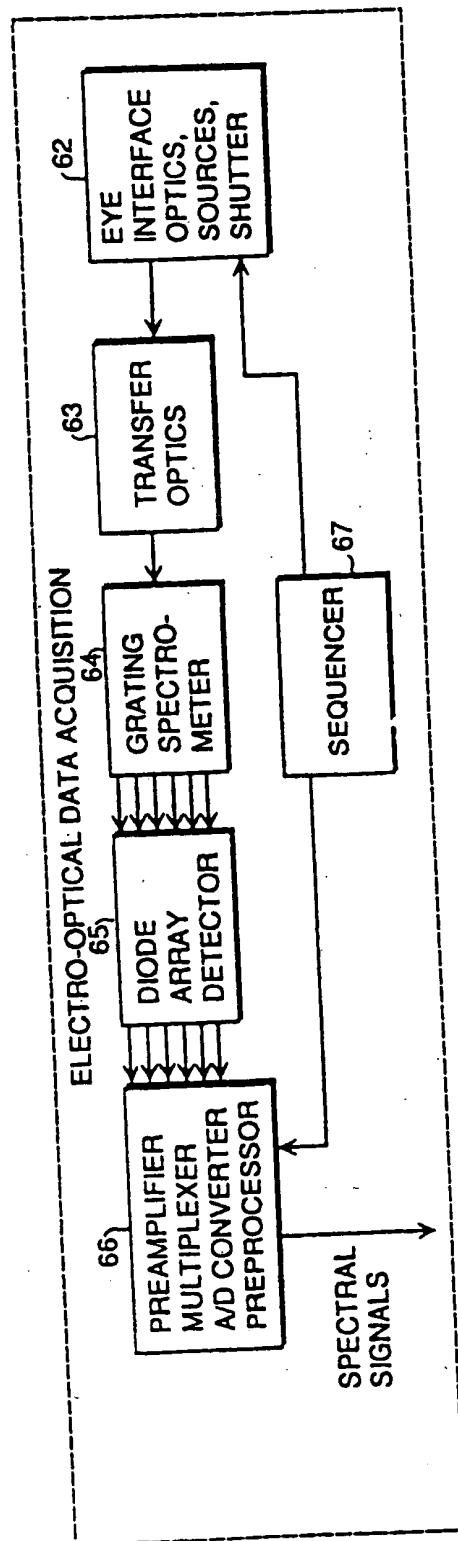 ELECTRO-OPTICAL DATA ACQUISITION
66
PREAMPLIFIER
MULTIPLEXER
A/D CONVERTER
PREPROCESSOR
65
DIODE
ARRAY
DETECTOR
64
GRATING
SPECTRO-
METER
63
TRANSFER
OPTICS
62
EYE
INTERFACE
OPTICS,
SOURCES,
SHUTTER
SEQUENCER
67
SPECTRAL
SIGNALS